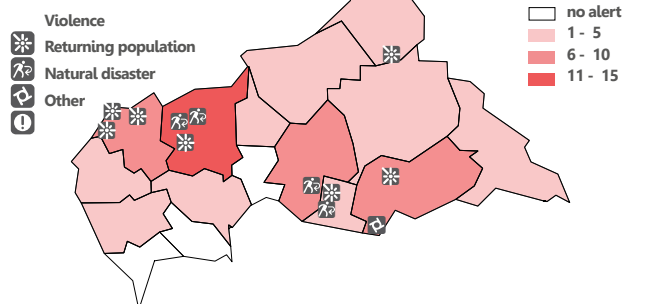 Violence
Returning population
Natural disaster
Other
no alert
1 - 5
6 - 10
11 - 15